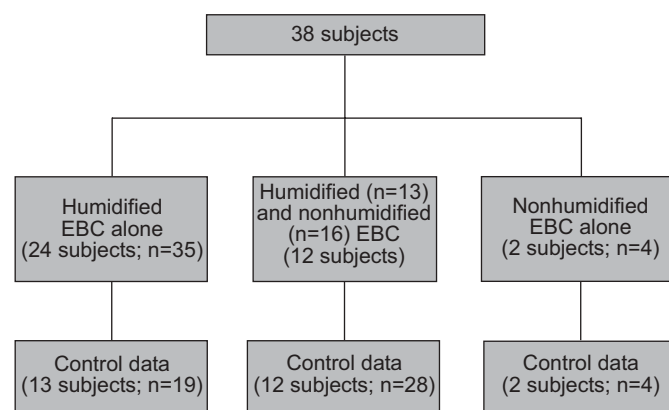 38 subjects
Humidified
EBC alone
(24 subjects; n=35)
Humidified (n=13)
and nonhumidified
(n=16) EBC
(12 subjects)
Nonhumidified
EBC alone
(2 subjects; n=4)
Control data
(13 subjects; n=19)
Control data
(12 subjects; n=28)
Control data
(2 subjects; n=4)